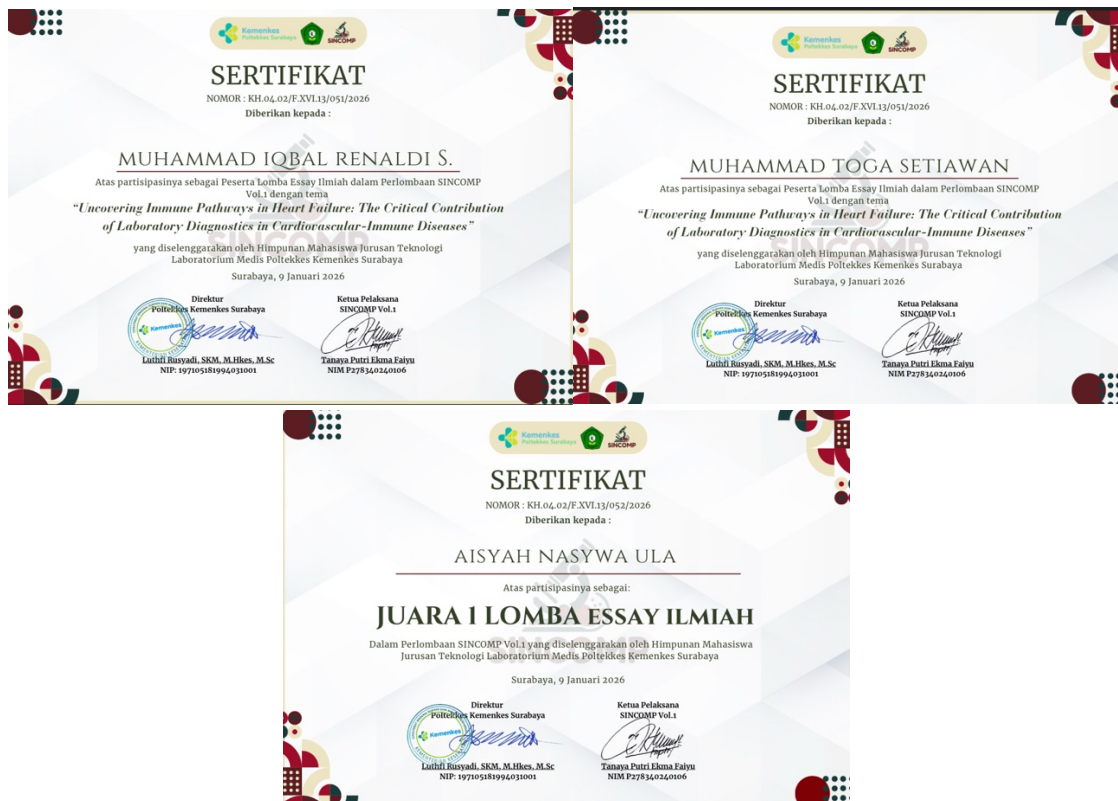 Kemenkes
Poltekkes Surabaya
SINCOMP
SERTIFIKAT
NOMOR : KH.04.02/F.XVI.13/051/2026
Diberikan kepada :
MUHAMMAD IQBAL RENALDI S.
Atas partisipasinya sebagai Peserta Lomba Essay Ilmiah dalam Perlombaan SINCOMP
Vol.1 dengan tema
“Uncovering Immune Pathways in Heart Failure: The Critical Contribution
of Laboratory Diagnostics in Cardiovascular-Immune Diseases”
SINCOMP
yang diselenggarakan oleh Himpunan Mahasiswa Jurusan Teknologi
Laboratorium Medis Poltekkes Kemenkes Surabaya
Surabaya, 9 Januari 2026
Direktur
Poltekkes Kemenkes Surabaya
Kemenkes
Luthfi Rusyadi, SKM, M.Hkes, M.Sc
NIP: 197105181994031001
Ketua Pelaksana
SINCOMP Vol.1
Tanaya Putri Ekma Faiyu
NIM P278340240106
Kemenkes
Poltekkes Surabaya
SINCOMP
SERTIFIKAT
NOMOR : KH.04.02/F.XVI.13/051/2026
Diberikan kepada :
MUHAMMAD TOGA SETIAWAN
Atas partisipasinya sebagai Peserta Lomba Essay Ilmiah dalam Perlombaan SINCOMP
Vol.1 dengan tema
“Uncovering Immune Pathways in Heart Failure: The Critical Contribution
of Laboratory Diagnostics in Cardiovascular-Immune Diseases”
SINCOMP
yang diselenggarakan oleh Himpunan Mahasiswa Jurusan Teknologi
Laboratorium Medis Poltekkes Kemenkes Surabaya
Surabaya, 9 Januari 2026
Direktur
Poltekkes Kemenkes Surabaya
Kemenkes
Luthfi Rusyadi, SKM, M.Hkes, M.Sc
NIP: 197105181994031001
Ketua Pelaksana
SINCOMP Vol.1
Tanaya Putri Ekma Faiyu
NIM P278340240106
Kemenkes
Poltekkes Surabaya
SINCOMP
SERTIFIKAT
NOMOR : KH.04.02/F.XVI.13/052/2026
Diberikan kepada :
AISYAH NASYWA ULA
Atas partisipasinya sebagai:
JUARA 1 LOMBA ESSAY ILMIAH
Dalam Perlombaan SINCOMP Vol.1 yang diselenggarakan oleh Himpunan Mahasiswa
Jurusan Teknologi Laboratorium Medis Poltekkes Kemenkes Surabaya
SINCOMP
Surabaya, 9 Januari 2026
Direktur
Poltekkes Kemenkes Surabaya
Kemenkes
Luthfi Rusyadi, SKM, M.Hkes, M.Sc
NIP: 197105181994031001
Ketua Pelaksana
SINCOMP Vol.1
Tanaya Putri Ekma Faiyu
NIM P278340240106